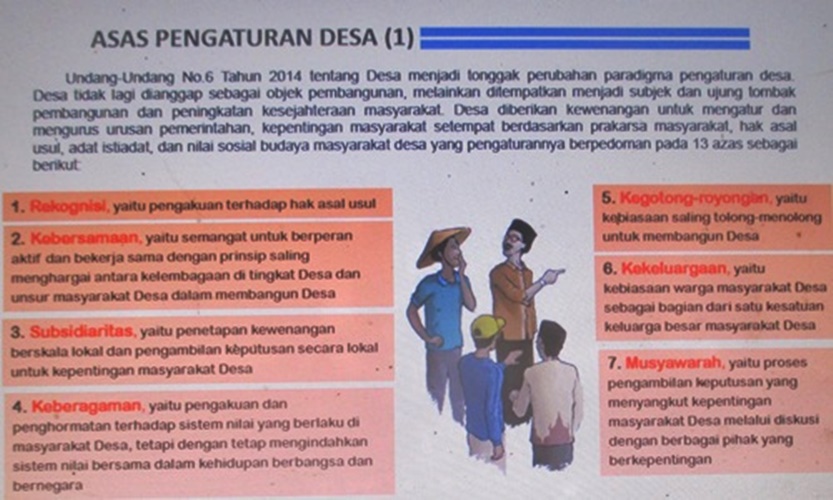 ASAS PENGATURAN DESA (1)
Undang-Undang No.6 Tahun 2014 tentang Desa menjadi tonggak perubahan paradigma pengaturan desa.
Desa tidak lagi dianggap sebagai objek pembangunan, melainkan ditempatkan menjadi subjek dan ujung tombak
pembangunan dan peningkatan kesejahteraan masyarakat. Desa diberikan kewenangan untuk mengatur dan
mengurus urusan pemerintahan, kepentingan masyarakat setempat berdasarkan prakarsa masyarakat, hak asal
usul, adat istiadat, dan nilai sosial budaya masyarakat desa yang pengaturannya berpedoman pada 13 azas sebagai
berikut:
1. Rekognisi, yaitu pengakuan terhadap hak asal usul
2. Kebersamaan, yaitu semangat untuk berperan
aktif dan bekerja sama dengan prinsip saling
menghargai antara kelembagaan di tingkat Desa dan
unsur masyarakat Desa dalam membangun Desa
3. Subsidiaritas, yaitu penetapan kewenangan
berskala lokal dan pengambilan keputusan secara lokal
untuk kepentingan masyarakat Desa
4. Keberagaman, yaitu pengakuan dan
penghormatan terhadap sistem nilai yang berlaku di
masyarakat Desa, tetapi dengan tetap mengindahkan
sistem nilai bersama dalam kehidupan berbangsa dan
bernegara
5. Kegotong-royongan, yaitu
kebiasaan saling tolong-menolong
untuk membangun Desa
6. Kekeluargaan, yaitu
kebiasaan warga masyarakat Desa
sebagai bagian dari satu kesatuan
keluarga besar masyarakat Desa
7. Musyawarah, yaitu proses
pengambilan keputusan yang
menyangkut kepentingan
masyarakat Desa melalui diskusi
dengan berbagai pihak yang
berkepentingan